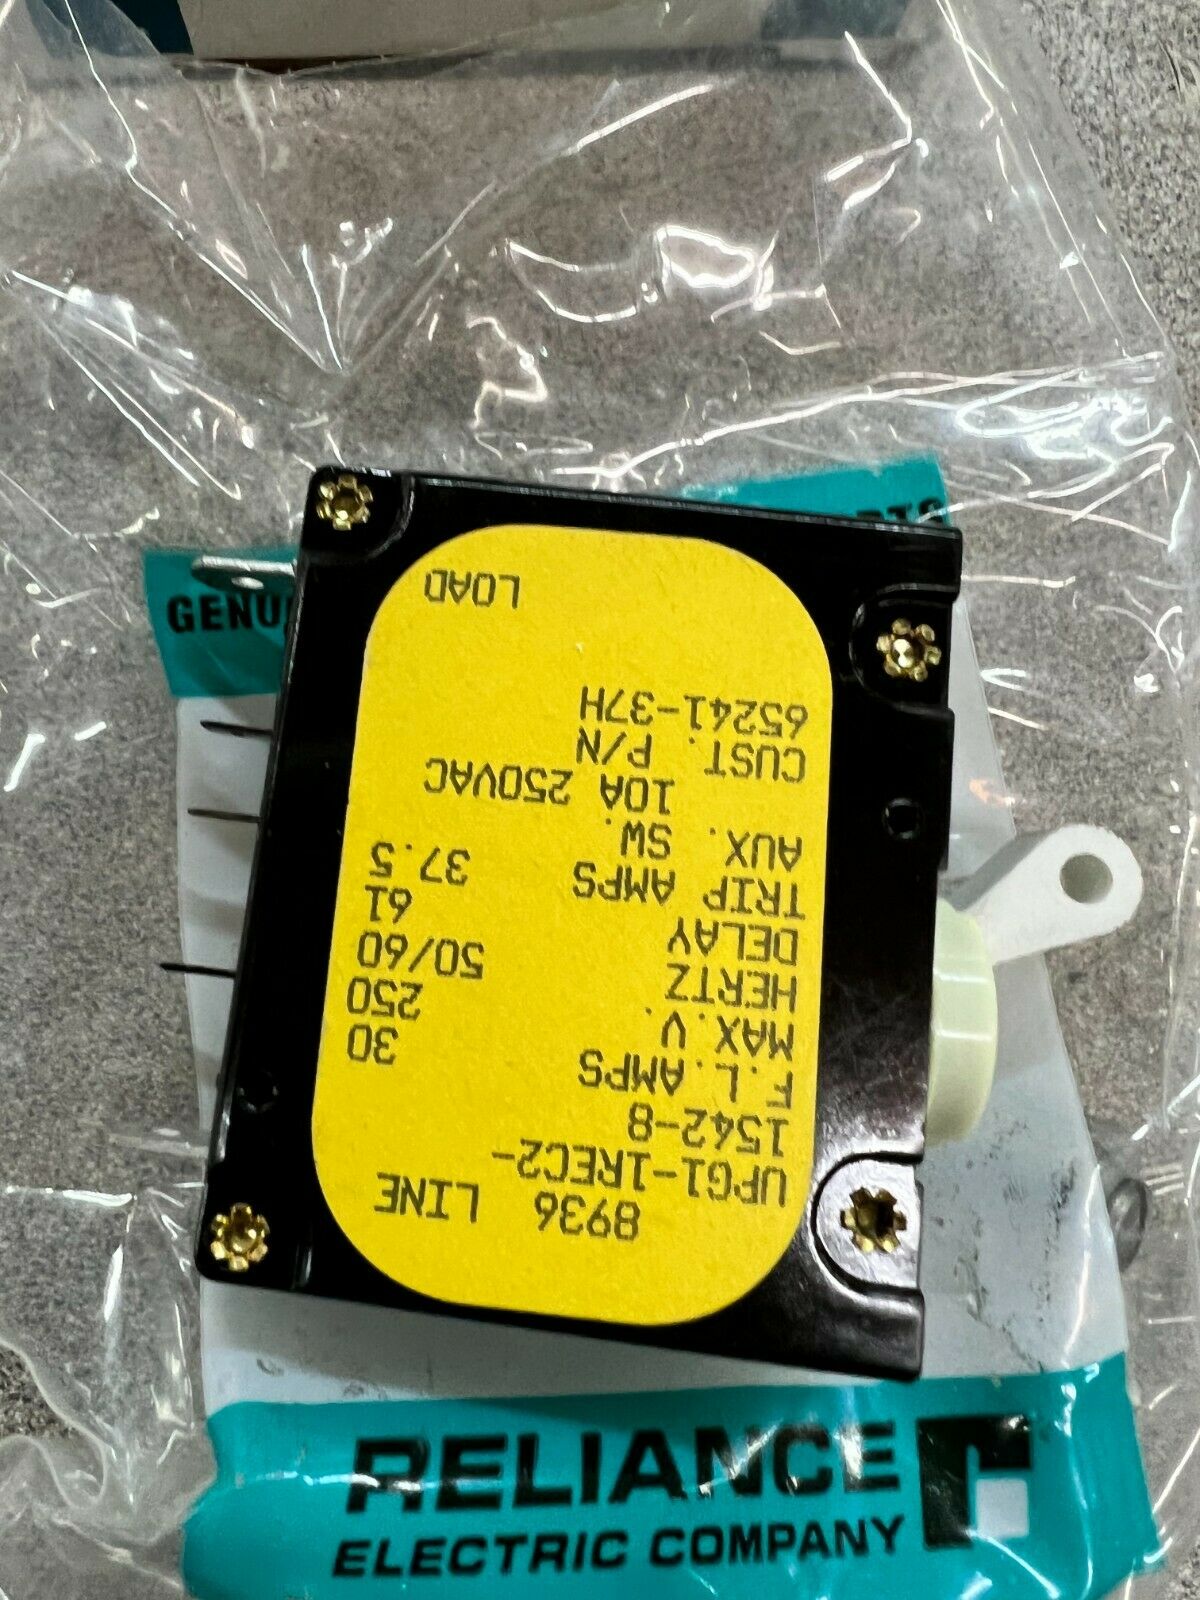 8936 LINE
UPG1-1REC2-
1542-8
F.L.AMPS 30
MAX.V. 250
HERTZ 50/60
DELAY 61
TRIP AMPS 37.5
AUX. SW.
10A 250VAC
CUST. P/N
65241-37H
LOAD
RELIANCE
ELECTRIC COMPANY